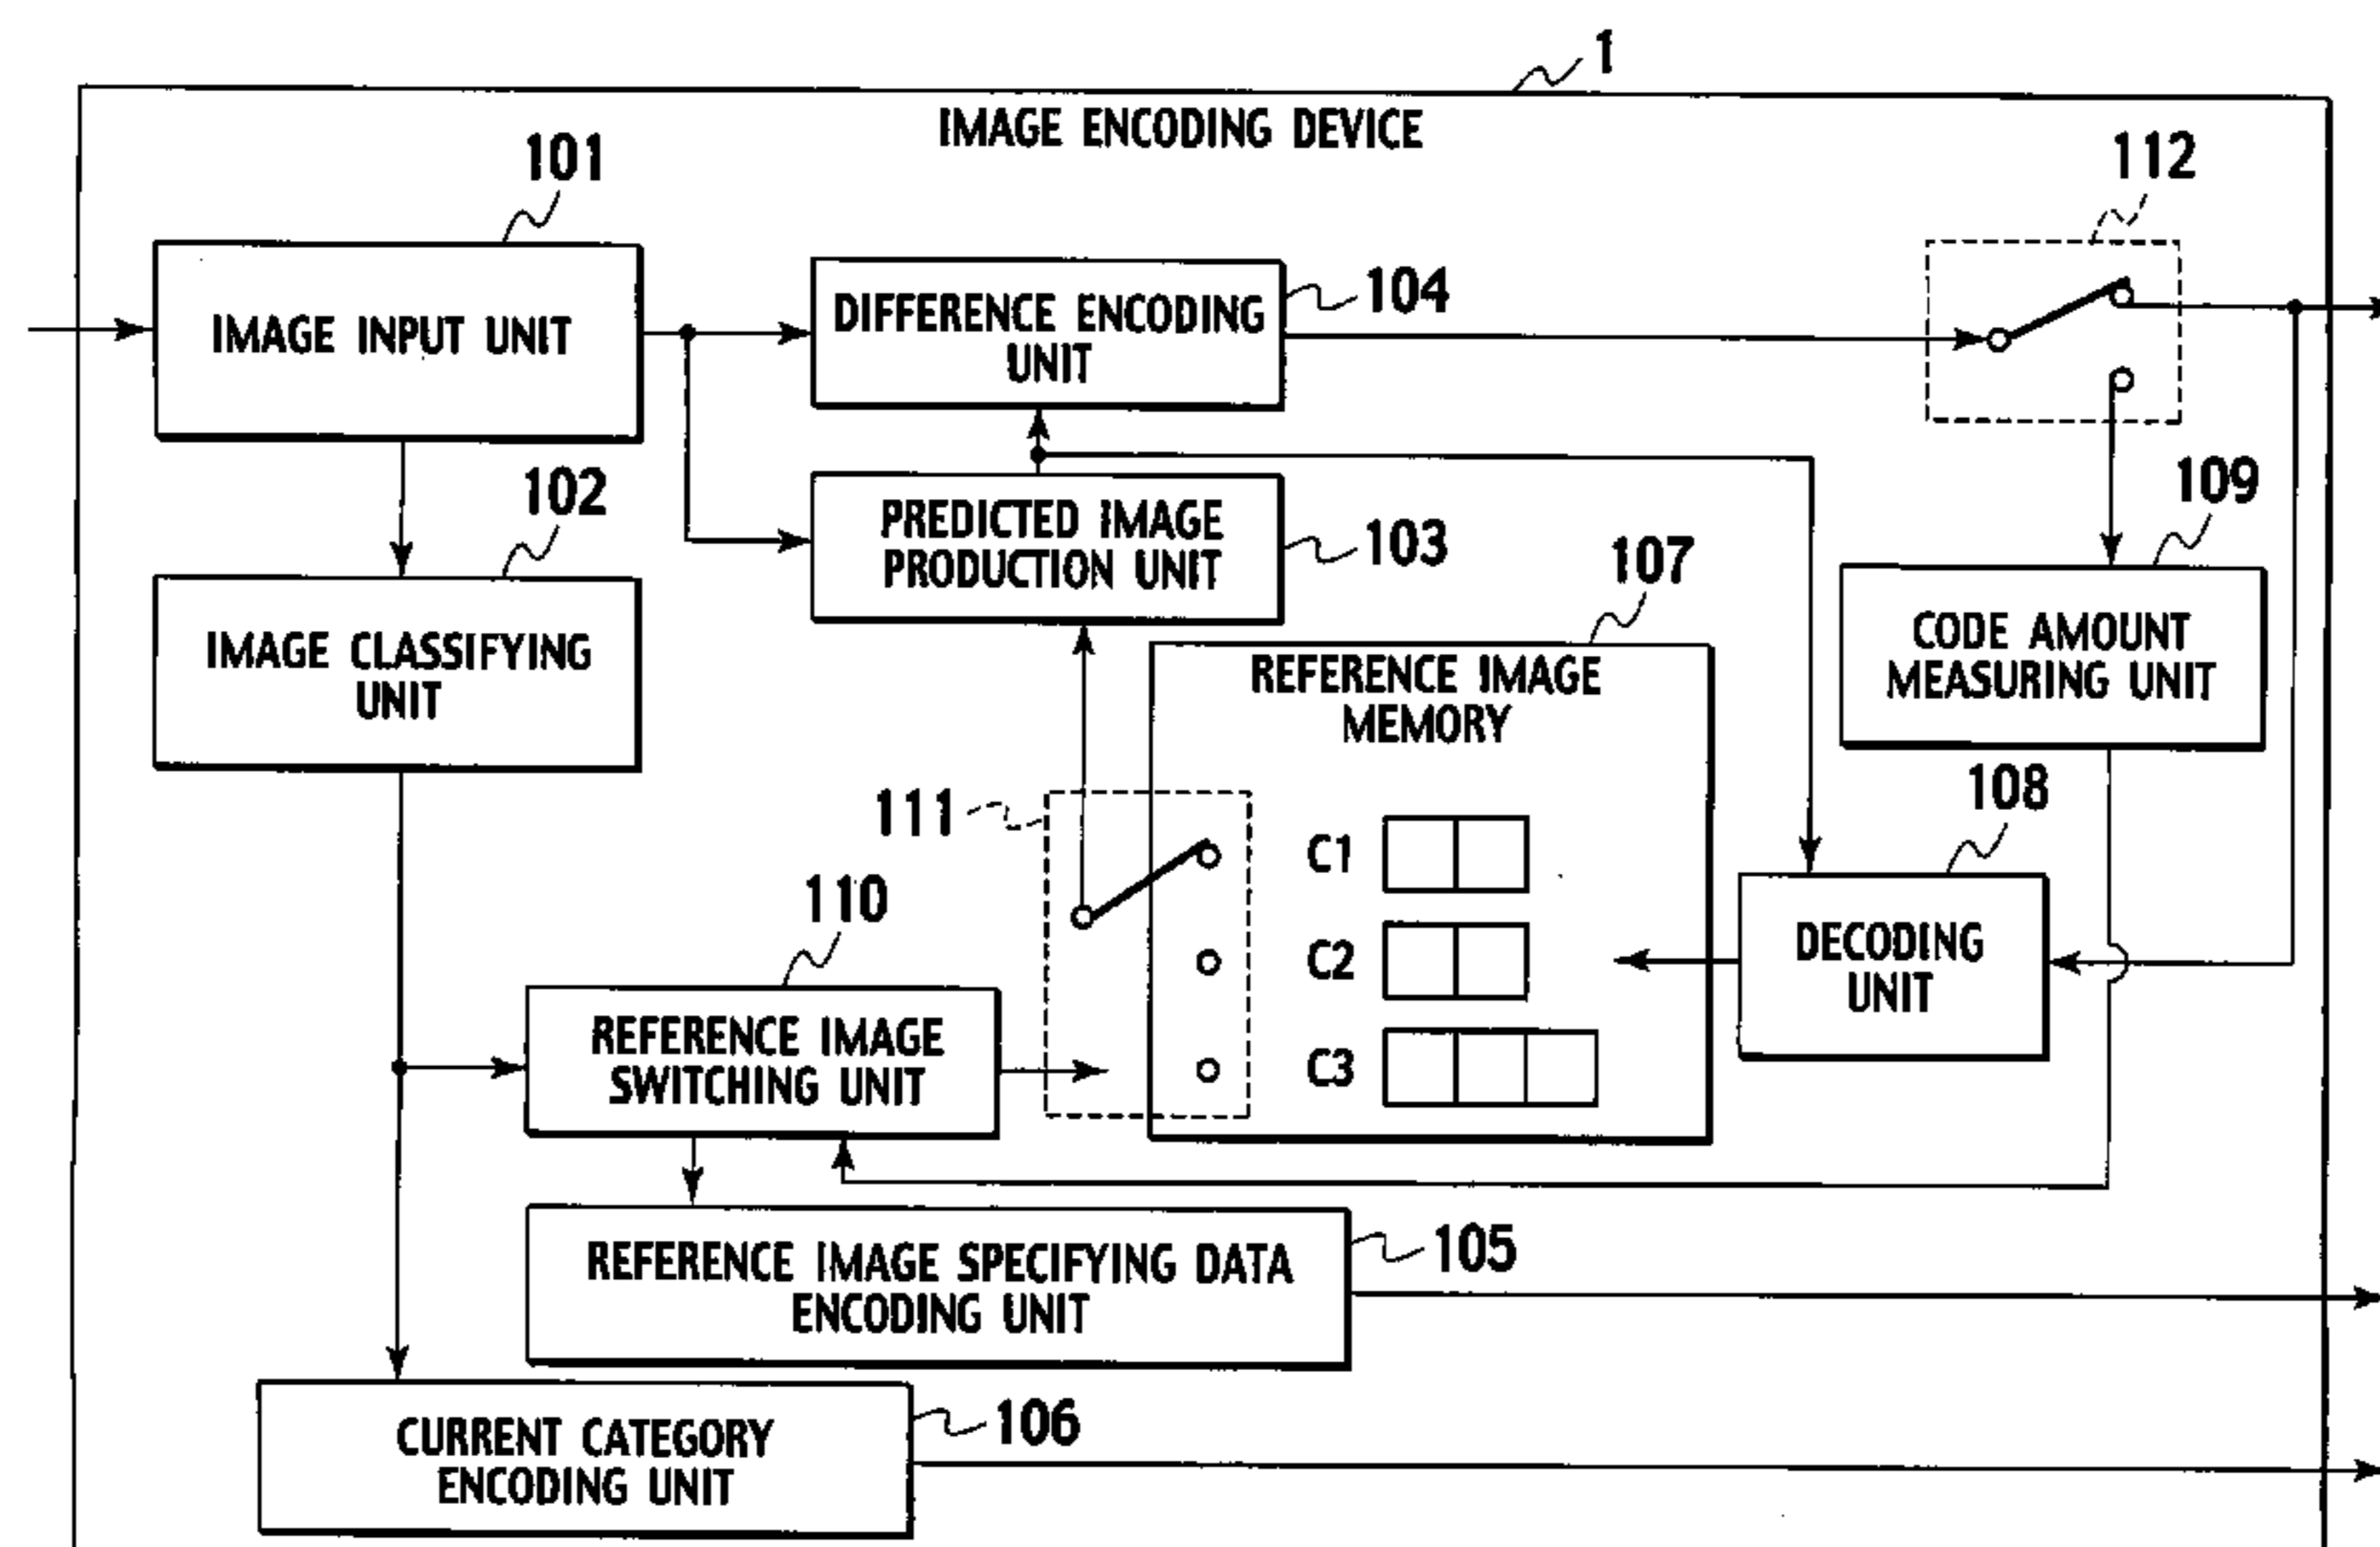 1
IMAGE ENCODING DEVICE
101
112
IMAGE INPUT UNIT
DIFFERENCE ENCODING
UNIT
104
102
109
PREDICTED IMAGE
PRODUCTION UNIT
103
107
IMAGE CLASSIFYING
UNIT
REFERENCE IMAGE
MEMORY
CODE AMOUNT
MEASURING UNIT
111
108
C1
110
C2
DECODING
UNIT
REFERENCE IMAGE
SWITCHING UNIT
C3
REFERENCE IMAGE SPECIFYING DATA
ENCODING UNIT
105
CURRENT CATEGORY
ENCODING UNIT
106